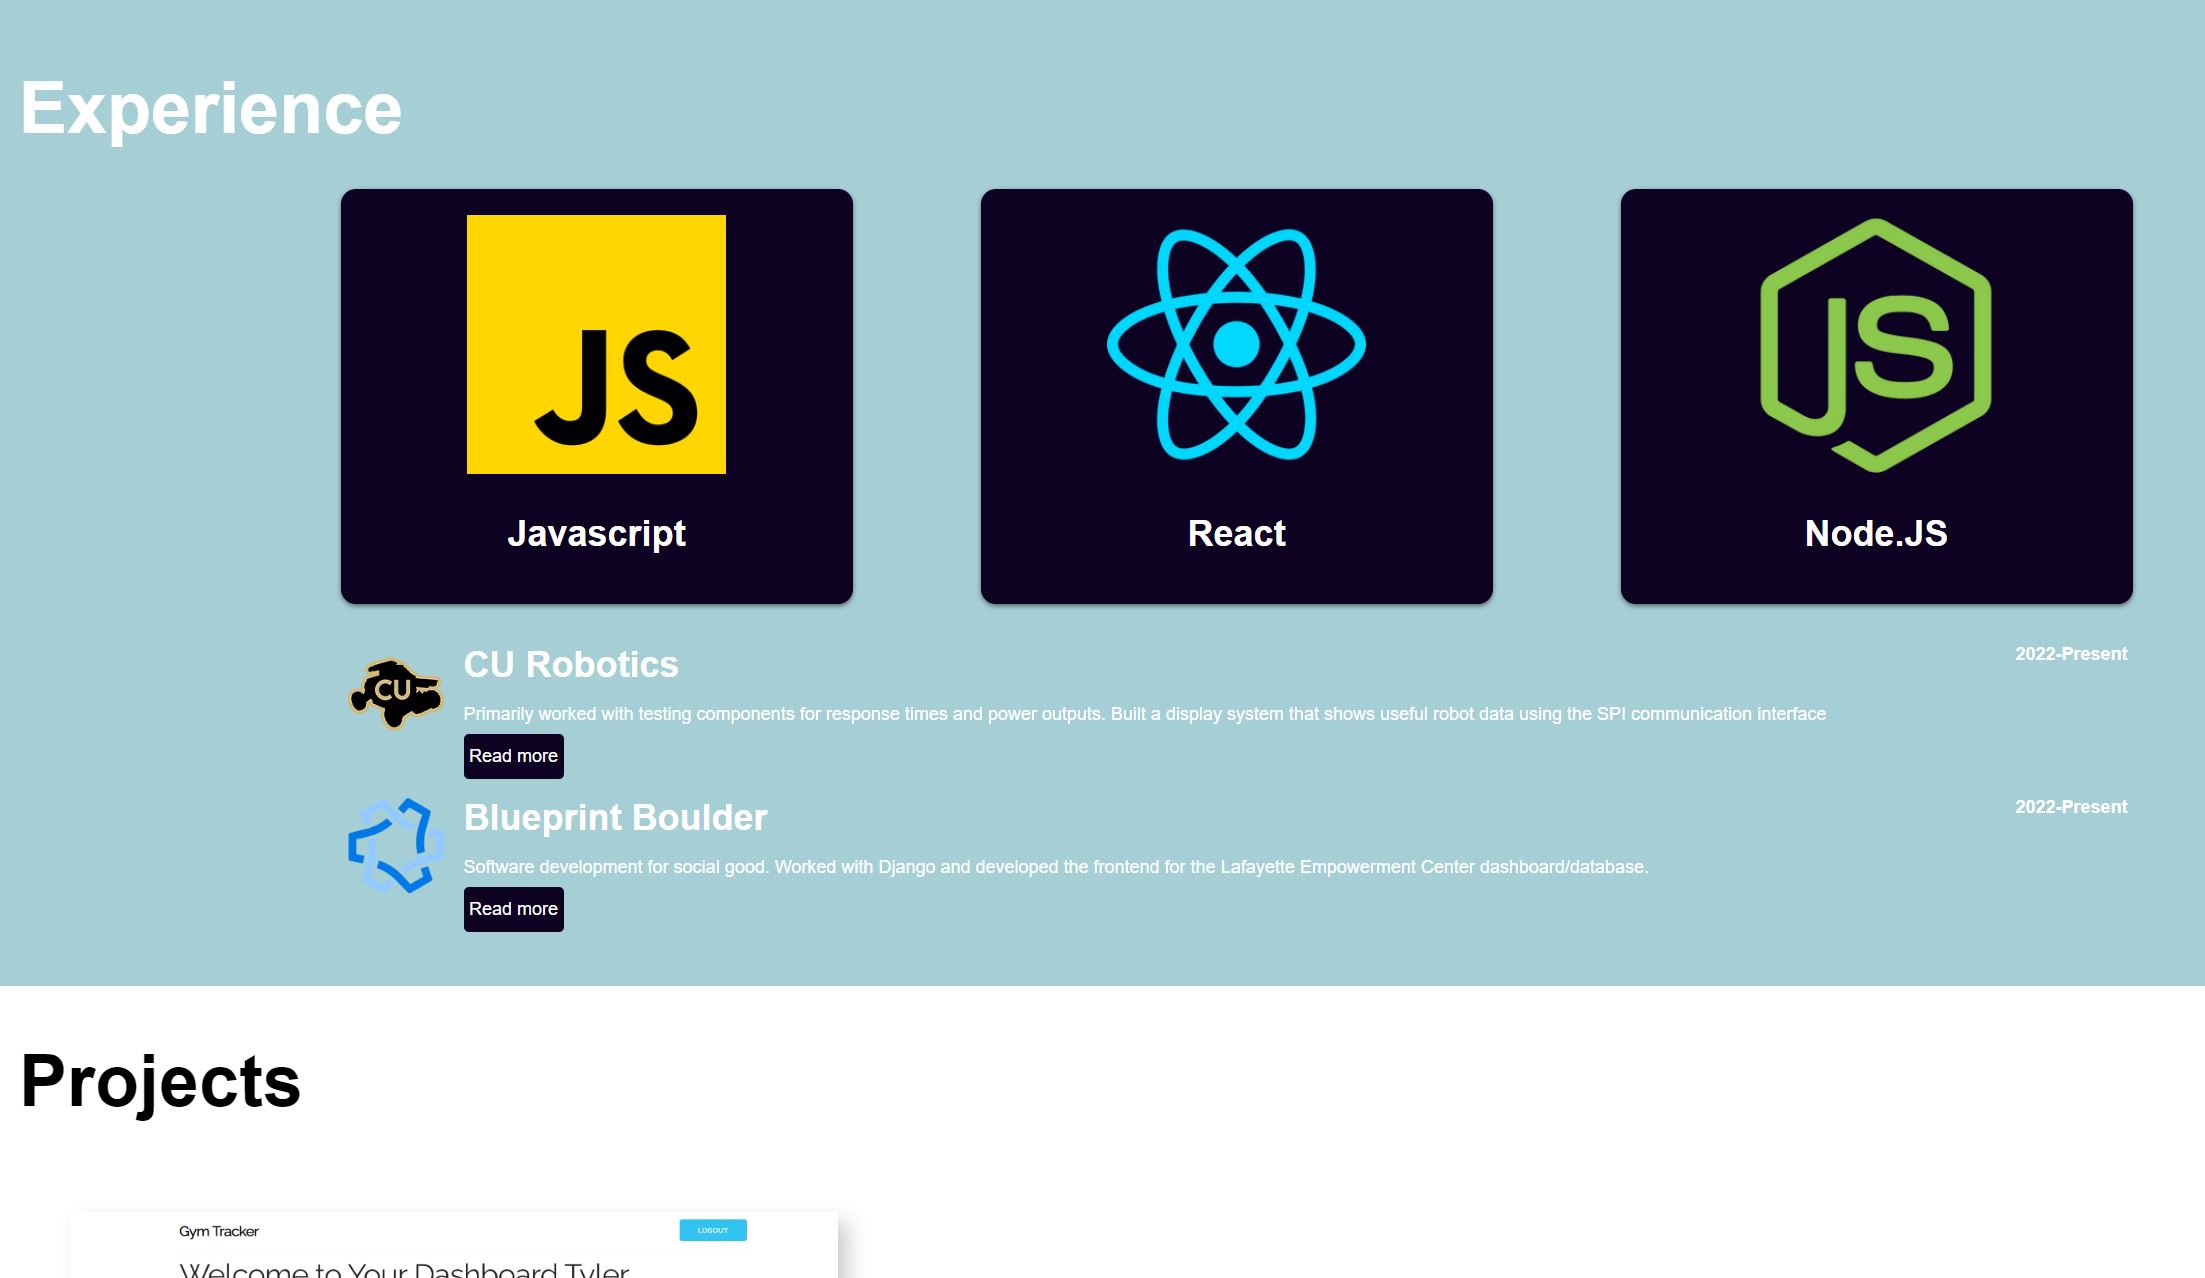 Experience
JS
JS
Javascript
React
Node.JS
CU Robotics
2022-Present
CU
Primarily worked with testing components for response times and power outputs. Built a display system that shows useful robot data using the SPI communication interface
Read more
Blueprint Boulder
2022-Present
Software development for social good. Worked with Django and developed the frontend for the Lafayette Empowerment Center dashboard/database.
Read more
Projects
Gym Tracker
LOGOUT
Welcome to Your Dashboard Tyler